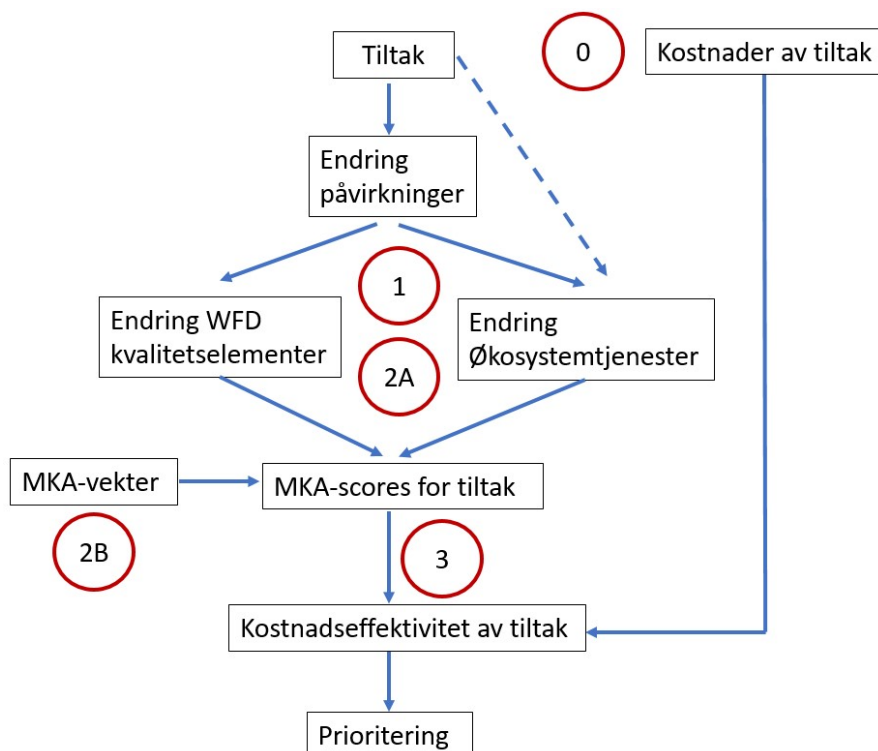 Tiltak
0
Kostnader av tiltak
Endring
påvirkninger
1
Endring WFD
kvalitetselementer
Endring
Økosystemtjenester
2A
MKA-vekter
MKA-scores for tiltak
2B
3
Kostnadseffektivitet av tiltak
Prioritering